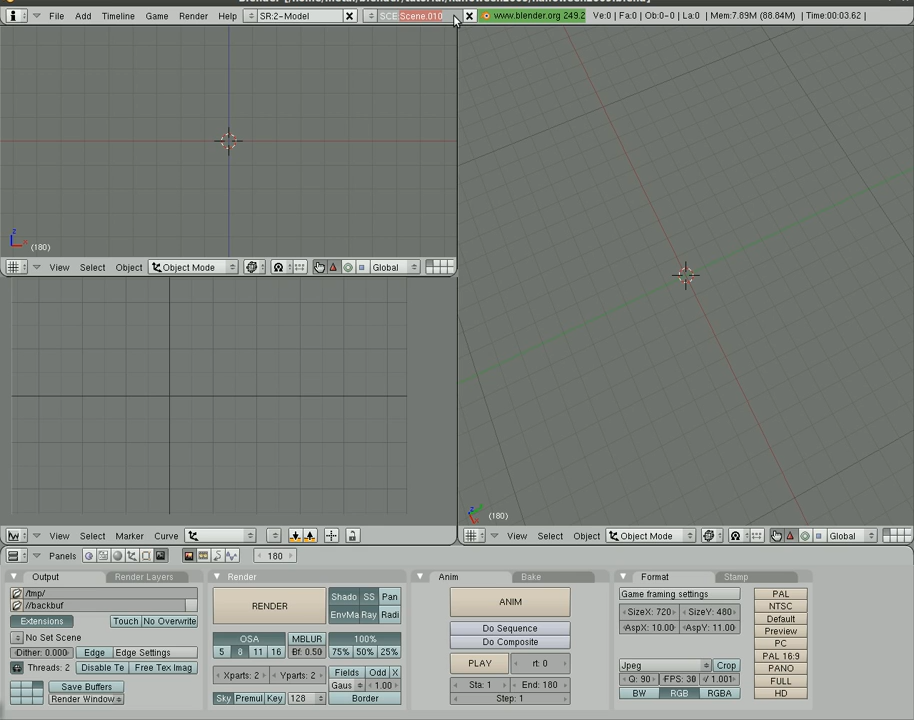 File Add Timeline Game Render Help SR:2-Model SCE:Scene.010 www.blender.org 249.2 Ve:0 | Fa:0 | Ob:0-0 | La:0 | Mem:7.89M (88.64M) | Time:00:03.62 |
z
x
(180)
View Select Object Object Mode Global
(180)
View Select Marker Curve
View Select Object Object Mode Global
Panels 180
Output Render Layers
/tmp/
//backbuf
Extensions Touch No Overwrite
No Set Scene
Dither: 0.000 Edge Edge Settings
Threads: 2 Disable Te Free Tex Imag
Save Buffers
Render Window
Render
RENDER
Shado SS Pan
EnvMa Ray Radi
OSA MBLUR 100%
5 8 11 16 Bf: 0.50 75% 50% 25%
Xparts: 2 Yparts: 2 Fields Odd X
Gaus 1.00
Sky Premul Key 128 Border
Anim Bake
ANIM
Do Sequence
Do Composite
PLAY rt: 0
Sta: 1 End: 180
Step: 1
Format Stamp
Game framing settings
SizeX: 720 SizeY: 480
AspX: 10.00 AspY: 11.00
Jpeg Crop
Q: 90 FPS: 30 / 1.001
BW RGB RGBA
PAL
NTSC
Default
Preview
PC
PAL 16:9
PANO
FULL
HD